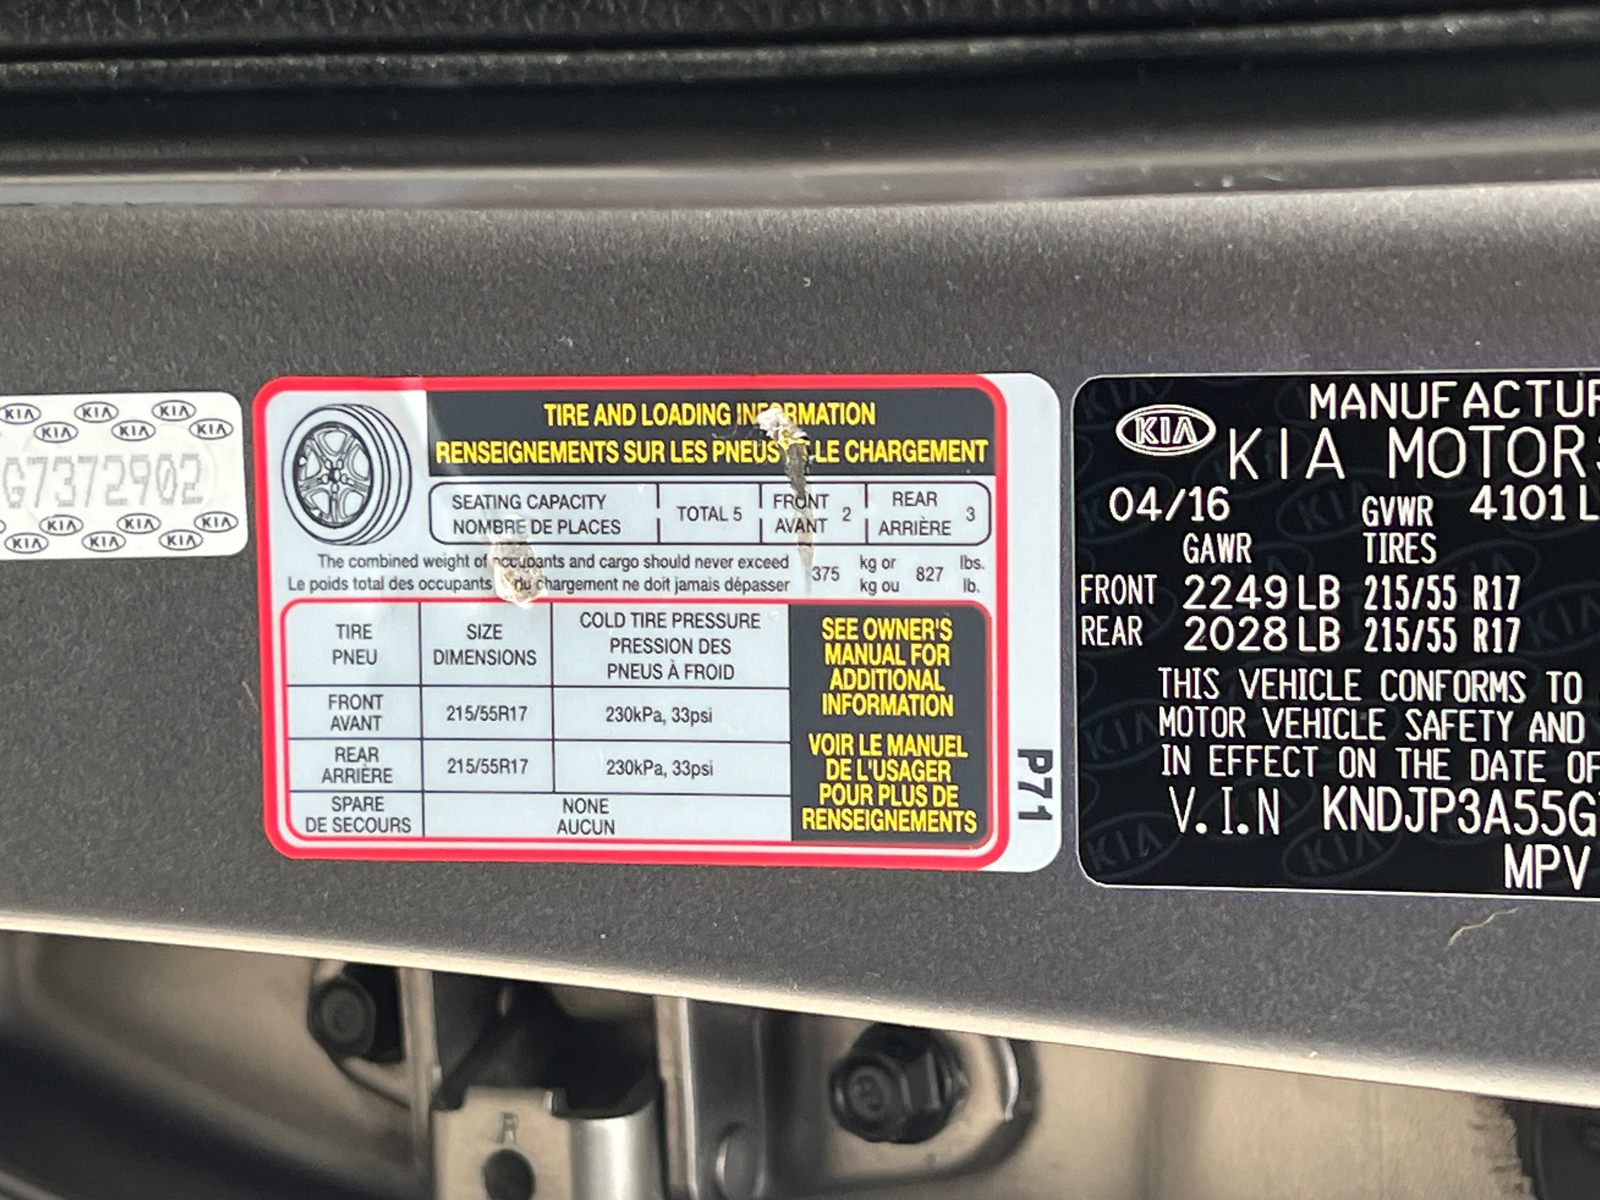 KIA KIA KIA
KIA KIA KIA
G7372902
KIA KIA
KIA KIA KIA
TIRE AND LOADING INFORMATION
RENSEIGNEMENTS SUR LES PNEUS LE CHARGEMENT
SEATING CAPACITY
NOMBRE DE PLACES
TOTAL 5
FRONT
AVANT 2
REAR
ARRIÈRE 3
The combined weight of occupants and cargo should never exceed 375 kg or 827 lbs.
Le poids total des occupants du chargement ne doit jamais dépasser kg ou lb.
TIRE
PNEU
SIZE
DIMENSIONS
COLD TIRE PRESSURE
PRESSION DES
PNEUS À FROID
FRONT
AVANT
215/55R17
230kPa, 33psi
REAR
ARRIÈRE
215/55R17
230kPa, 33psi
SPARE
DE SECOURS
NONE
AUCUN
SEE OWNER'S
MANUAL FOR
ADDITIONAL
INFORMATION
VOIR LE MANUEL
DE L'USAGER
POUR PLUS DE
RENSEIGNEMENTS
P71
MANUFACTUR
KIA KIA MOTORS
04/16 GVWR 4101 L
GAWR TIRES
FRONT 2249 LB 215/55 R17
REAR 2028 LB 215/55 R17
THIS VEHICLE CONFORMS TO
MOTOR VEHICLE SAFETY AND
IN EFFECT ON THE DATE OF
V.I.N KNDJP3A55G
MPV
R